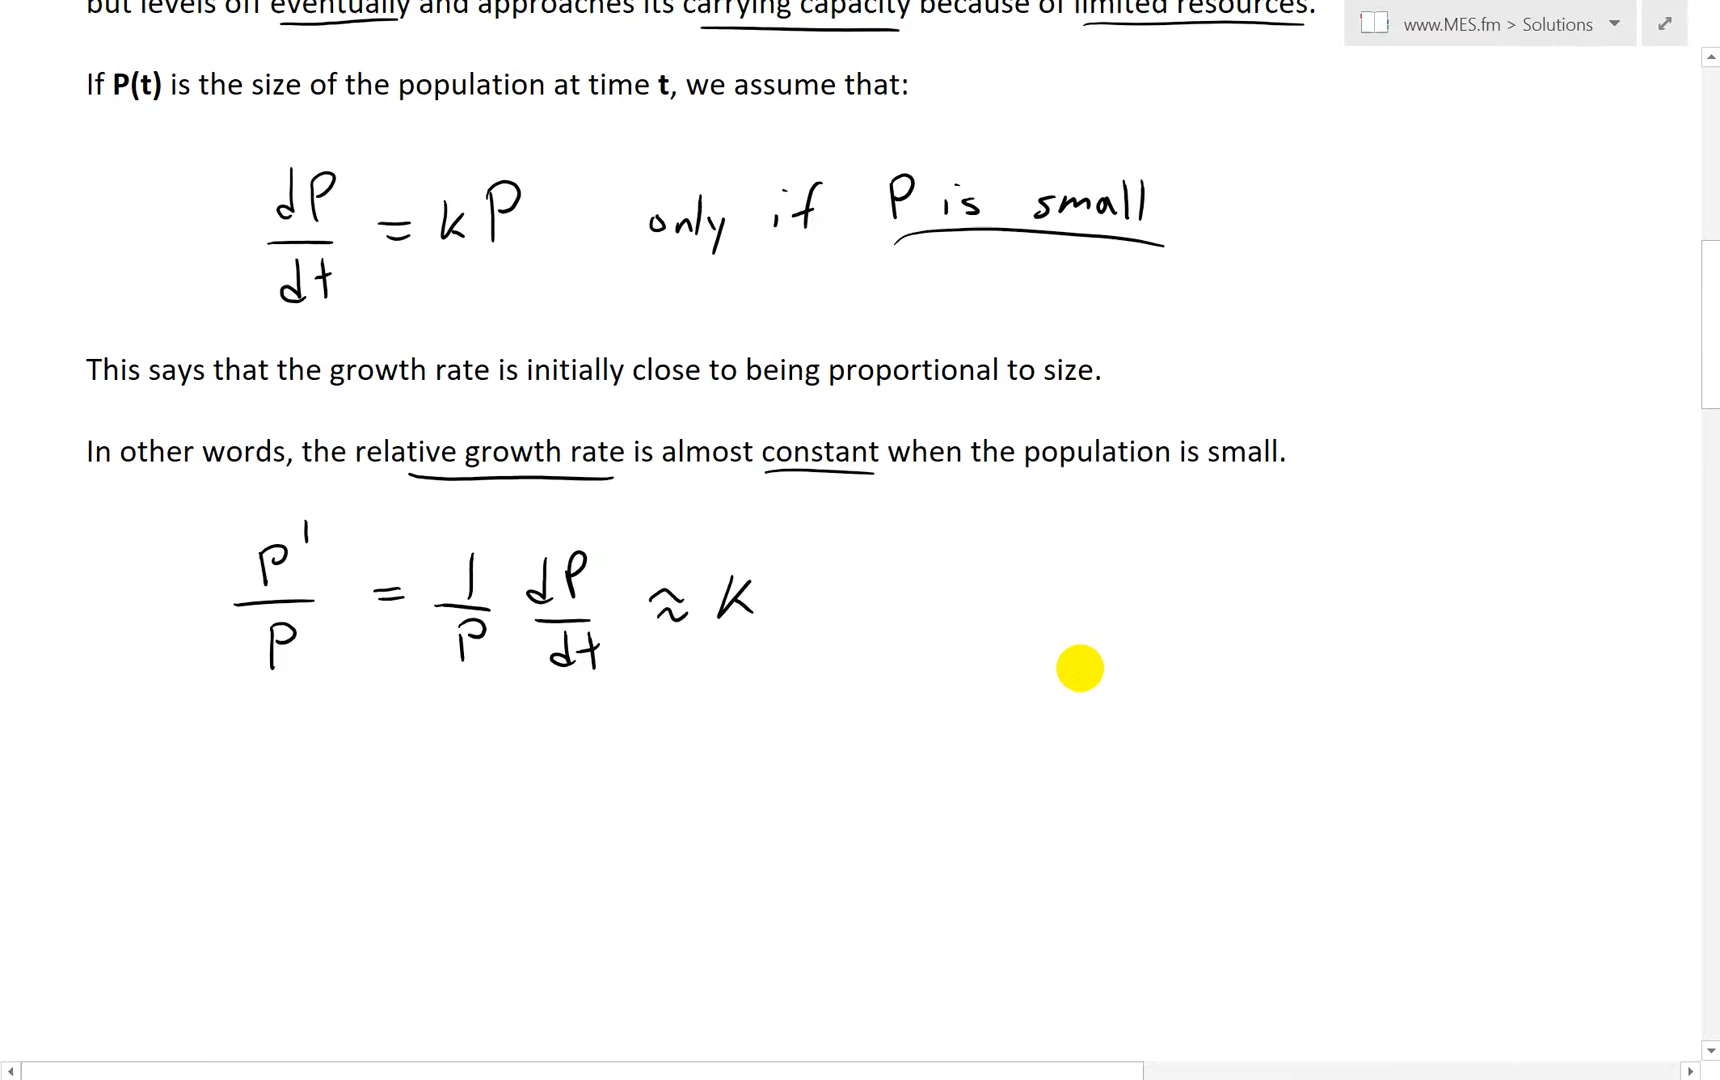 but levels off eventually and approaches its carrying capacity because of limited resources.
www.MES.fm > Solutions
If P(t) is the size of the population at time t, we assume that:
dP/dt = kP only if P is small
This says that the growth rate is initially close to being proportional to size.
In other words, the relative growth rate is almost constant when the population is small.
P'/P = 1/P dP/dt ≈ K